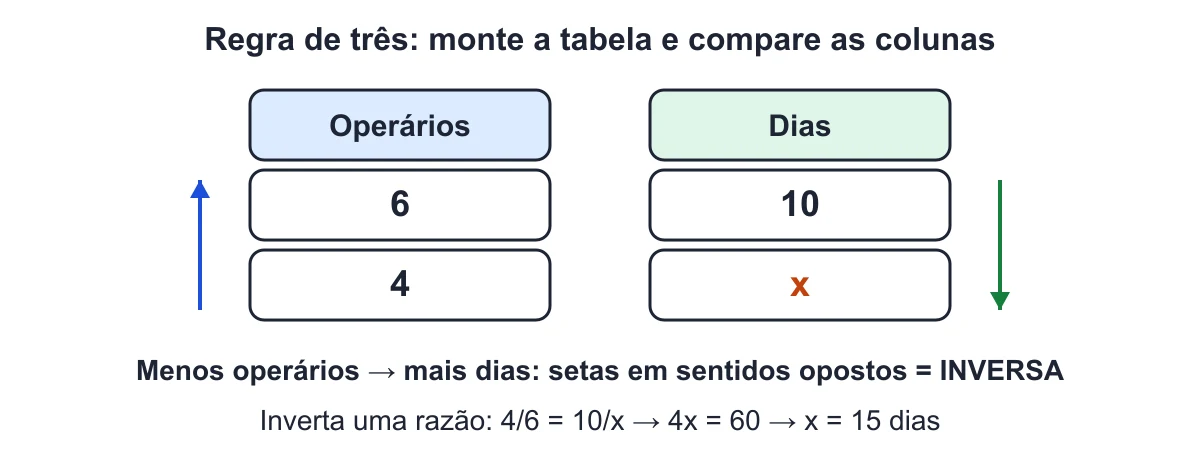 Regra de três: monte a tabela e compare as colunas
Operários
Dias
6
10
4
x
Menos operários → mais dias: setas em sentidos opostos = INVERSA
Inverta uma razão: 4/6 = 10/x → 4x = 60 → x = 15 dias